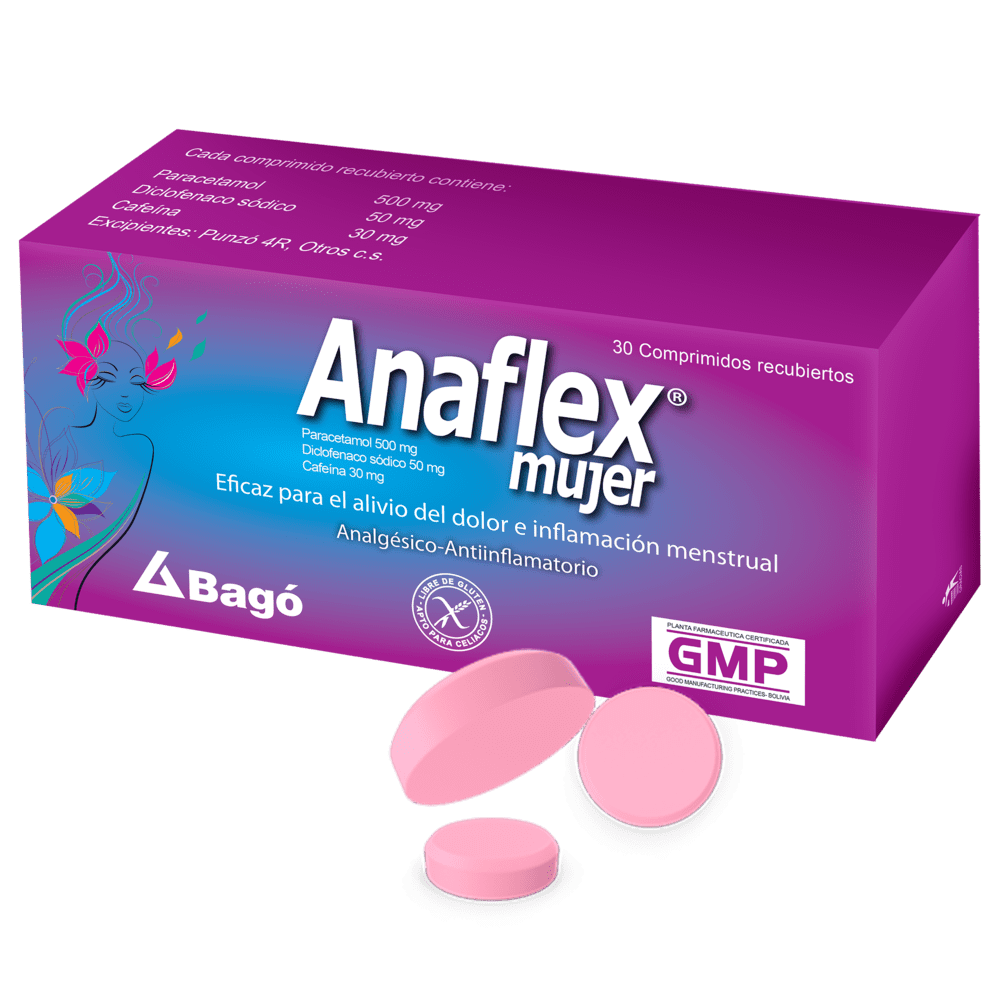 Cada comprimido recubierto contiene:
Paracetamol 500 mg
Diclofenaco sódico 50 mg
Cafeína 30 mg
Excipientes: Punzó 4R, Otros c.s.
30 Comprimidos recubiertos
Anaflex®
mujer
Paracetamol 500 mg
Diclofenaco sódico 50 mg
Cafeína 30 mg
Eficaz para el alivio del dolor e inflamación menstrual
Analgésico-Antiinflamatorio
Bagó
LIBRE DE GLUTEN
APTO PARA CELIACOS
PLANTA FARMACEUTICA CERTIFICADA
GMP
GOOD MANUFACTURING PRACTICES- BOLIVIA